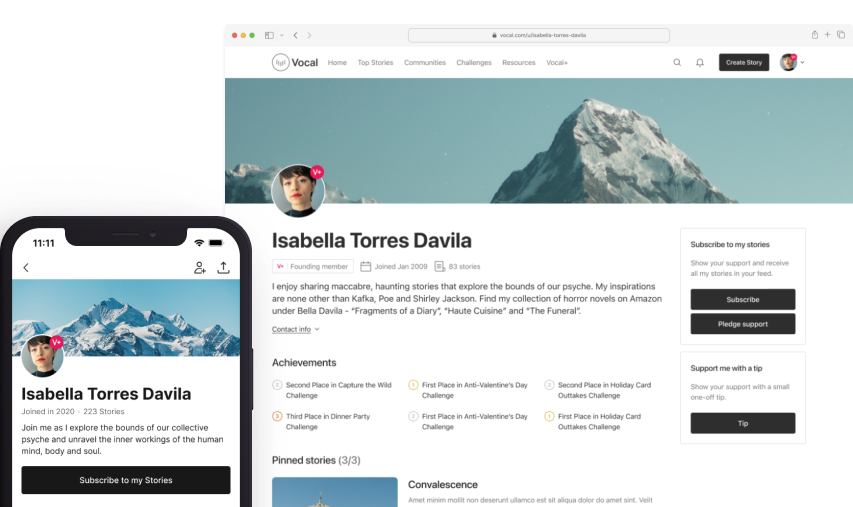 vocal.com/u/isabella-torres-davila
Vocal Home Top Stories Communities Challenges Resources Vocal+ Create Story
V+
Isabella Torres Davila
V+ Founding member Joined Jan 2009 83 stories
I enjoy sharing maccabre, haunting stories that explore the bounds of our psyche. My inspirations
are none other than Kafka, Poe and Shirley Jackson. Find my collection of horror novels on Amazon
under Bella Davila - “Fragments of a Diary”, “Haute Cuisine” and “The Funeral”.
Contact info
Achievements
2 Second Place in Capture the Wild
Challenge
1 First Place in Anti-Valentine's Day
Challenge
2 Second Place in Holiday Card
Outtakes Challenge
3 Third Place in Dinner Party
Challenge
2 First Place in Anti-Valentine's Day
Challenge
1 First Place in Holiday Card
Outtakes Challenge
Pinned stories (3/3)
Convalescence
Amet minim mollit non deserunt ullamco est sit aliqua dolor do amet sint. Velit
Subscribe to my stories
Show your support and receive
all my stories in your feed.
Subscribe
Pledge support
Support me with a tip
Show your support with a small
one-off tip.
Tip
11:11
V+
Isabella Torres Davila
Joined in 2020 · 223 Stories
Join me as I explore the bounds of our collective
psyche and unravel the inner workings of the human
mind, body and soul.
Subscribe to my Stories